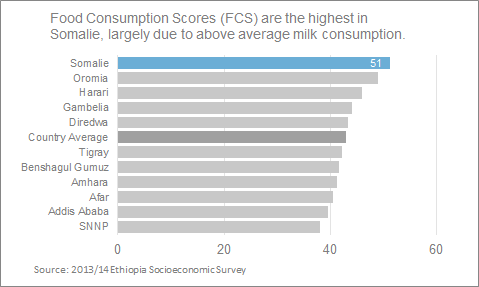 Food Consumption Scores (FCS) are the highest in
Somalie, largely due to above average milk consumption.
Somalie 51
Oromia
Harari
Gambelia
Diredwa
Country Average
Tigray
Benshagul Gumuz
Amhara
Afar
Addis Ababa
SNNP
0 20 40 60
Source: 2013/14 Ethiopia Socioeconomic Survey